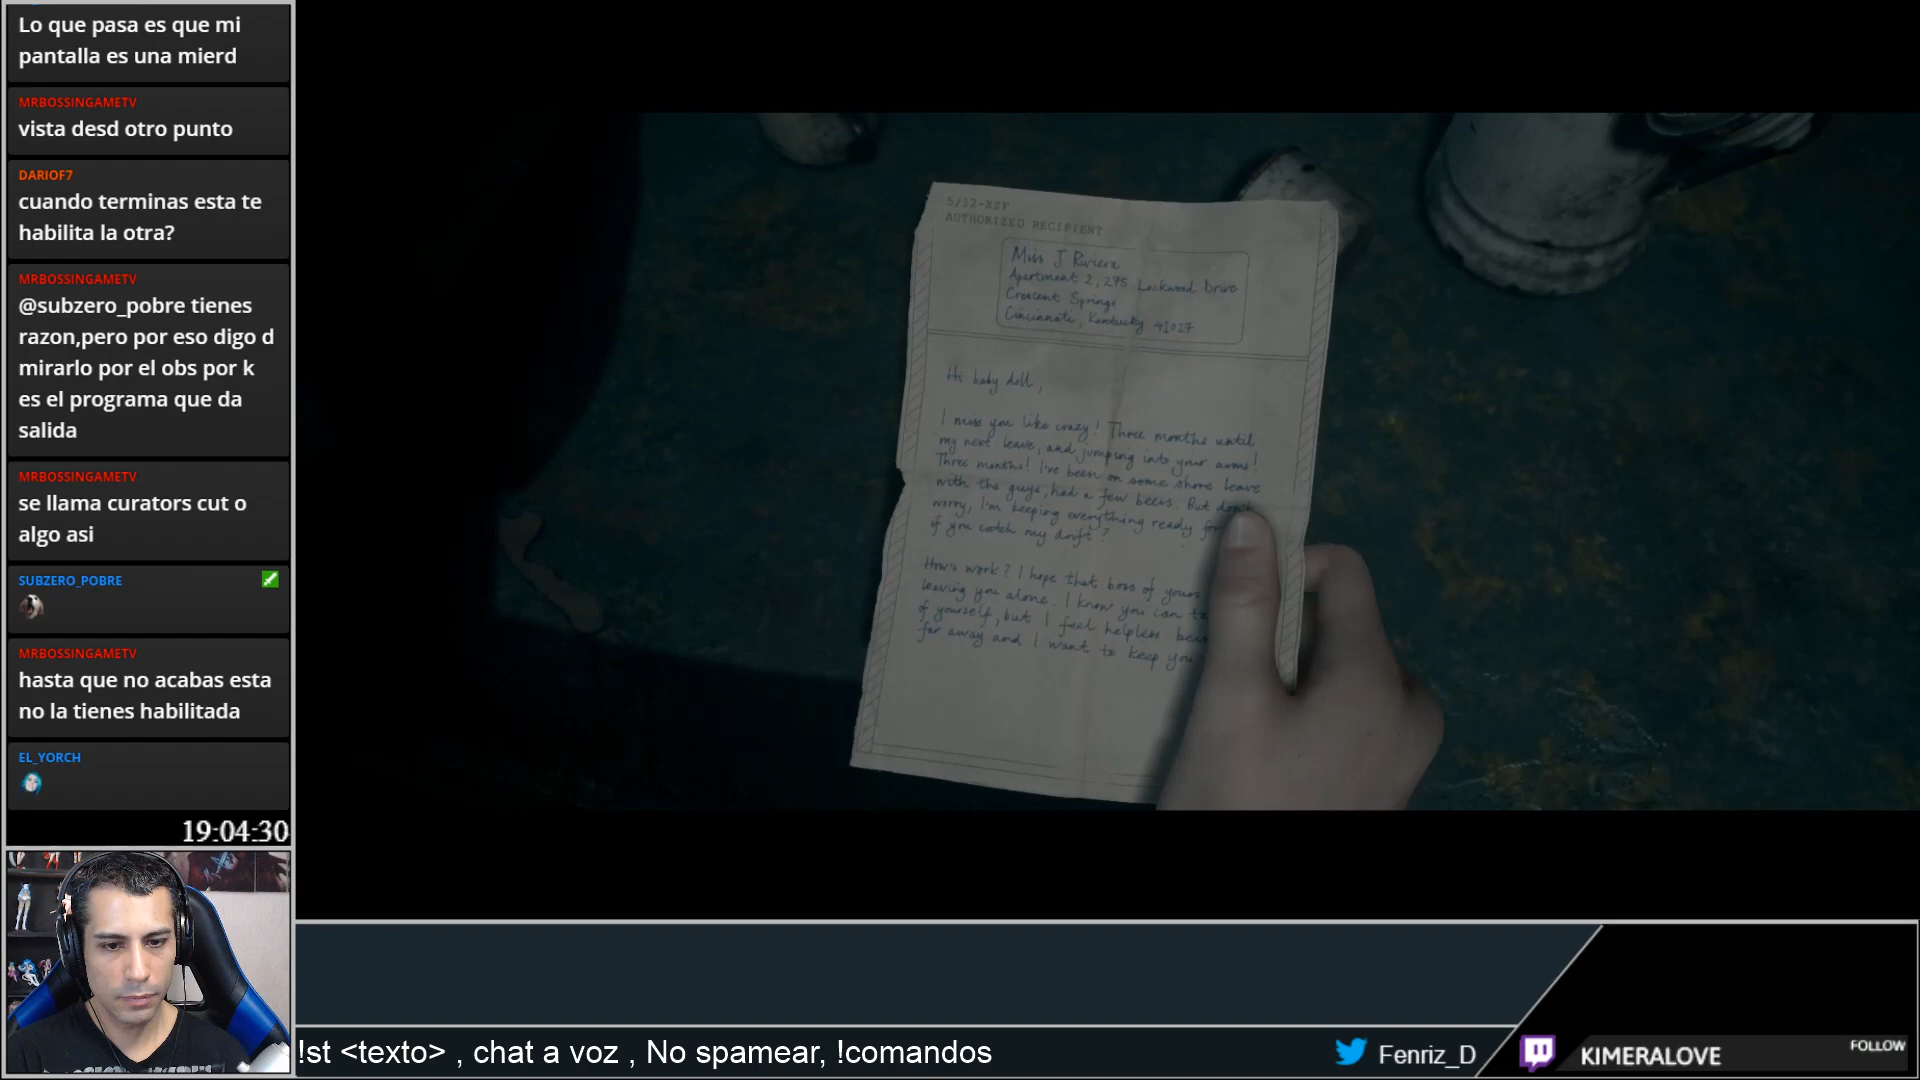 Lo que pasa es que mi
pantalla es una mierd
MRBOSSINGAMETV
vista desd otro punto
DARIOF7
cuando terminas esta te
habilita la otra?
MRBOSSINGAMETV
@subzero_pobre tienes
razon,pero por eso digo d
mirarlo por el obs por k
es el programa que da
salida
MRBOSSINGAMETV
se llama curators cut o
algo asi
SUBZERO_POBRE
MRBOSSINGAMETV
hasta que no acabas esta
no la tienes habilitada
EL_YORCH
19:04:30
5/12-XSF
AUTHORIZED RECIPIENT
Miss J Riviera
Apartment 2, 275 Lockwood Drive
Crescent Springs
Cincinnati, Kentucky 41027
Hi baby doll,
I miss you like crazy! Three months until
my next leave, and jumping into your arms!
Three months! I've been on some shore leave
with the guys, had a few beers. But don't
worry, I'm keeping everything ready for
if you catch my drift?
How's work? I hope that boss of yours
leaving you alone. I know you can
of yourself, but I feel helpless
far away and I want to keep you
!st <texto> , chat a voz , No spamear, !comandos
Fenriz_D
KIMERALOVE
FOLLOW